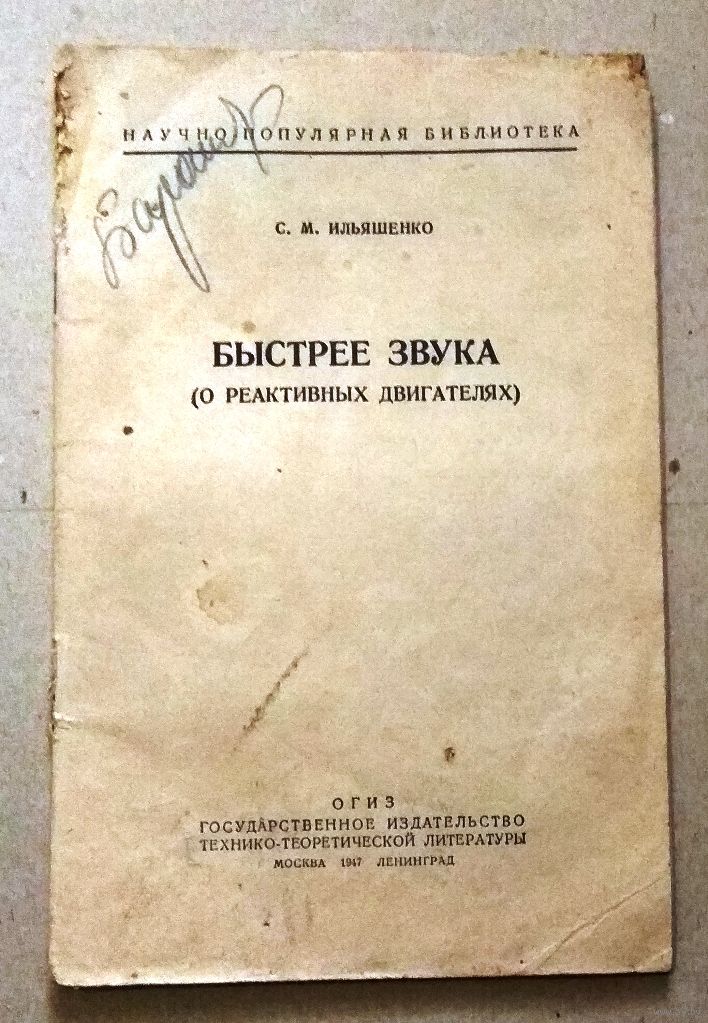 НАУЧНО-ПОПУЛЯРНАЯ БИБЛИОТЕКА
С. М. ИЛЬЯШЕНКО
БЫСТРЕЕ ЗВУКА
(О РЕАКТИВНЫХ ДВИГАТЕЛЯХ)
ОГИЗ
ГОСУДАРСТВЕННОЕ ИЗДАТЕЛЬСТВО
ТЕХНИКО-ТЕОРЕТИЧЕСКОЙ ЛИТЕРАТУРЫ
МОСКВА 1947 ЛЕНИНГРАД